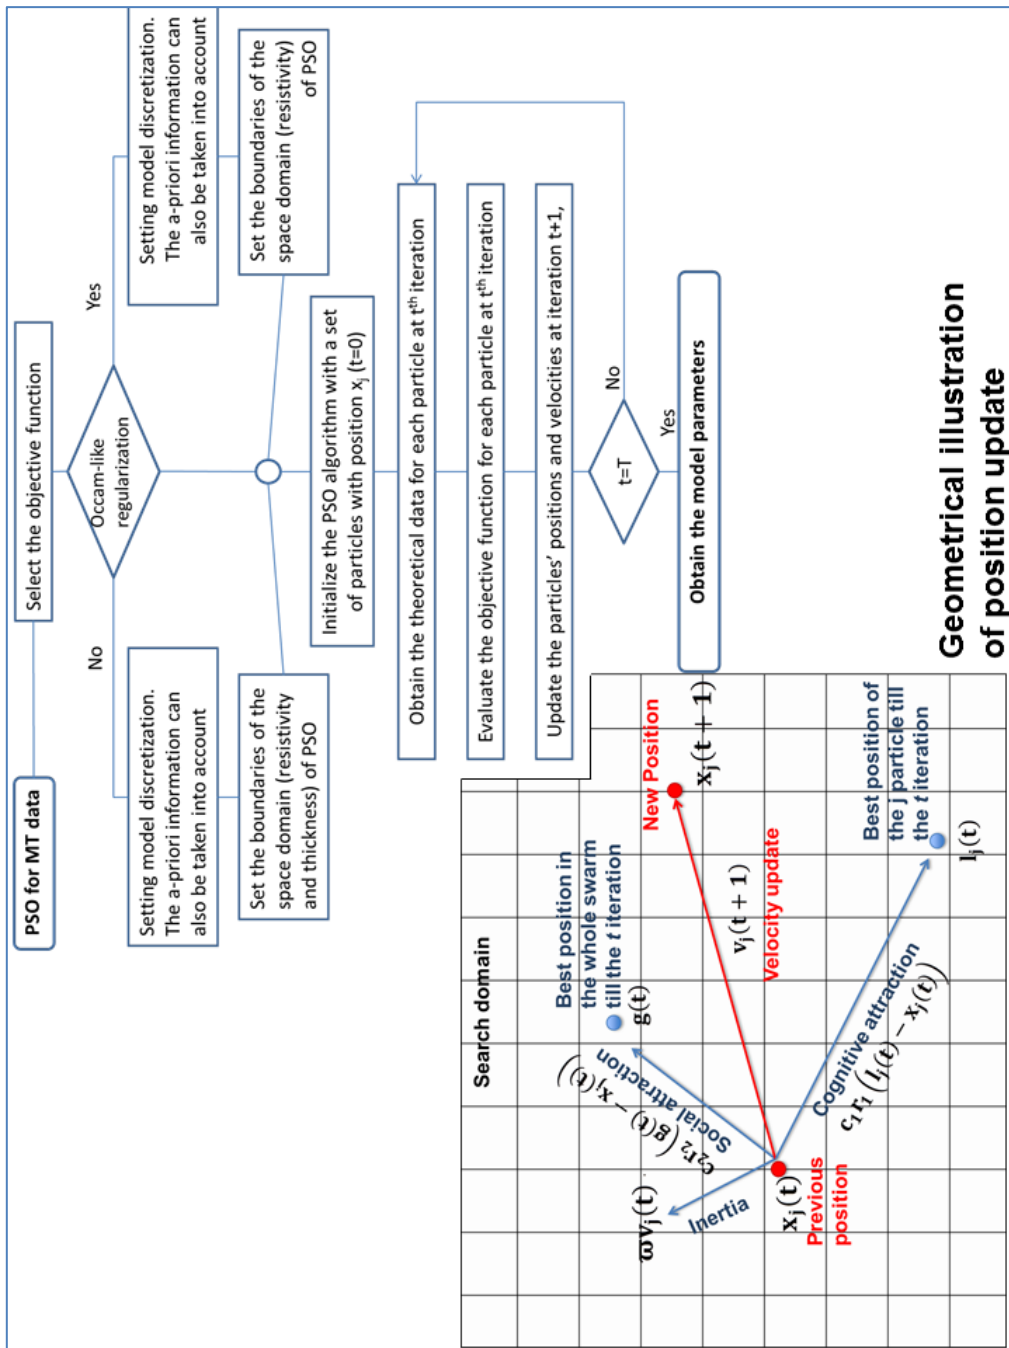 PSO for MT data
Select the objective function
Occam-like
regularization
No
Yes
Setting model discretization.
The a-priori information can
also be taken into account
Setting model discretization.
The a-priori information can
also be taken into account
Set the boundaries of the
space domain (resistivity
and thickness) of PSO
Set the boundaries of the
space domain (resistivity)
of PSO
Initialize the PSO algorithm with a set
of particles with position xj (t=0)
Obtain the theoretical data for each particle at tth iteration
Evaluate the objective function for each particle at tth iteration
Update the particles' positions and velocities at iteration t+1,
t=T
No
Yes
Obtain the model parameters
Search domain
Best position in
the whole swarm
till the t iteration
g(t)
Social attraction
c2r2(g(t) − xj(t))
ϖvj(t)
Inertia
New Position
xj(t + 1)
vj(t + 1)
Velocity update
xj(t)
Previous
position
Cognitive attraction
c1r1(lj(t) − xj(t))
Best position of
the j particle till
the t iteration
lj(t)
Geometrical illustration
of position update